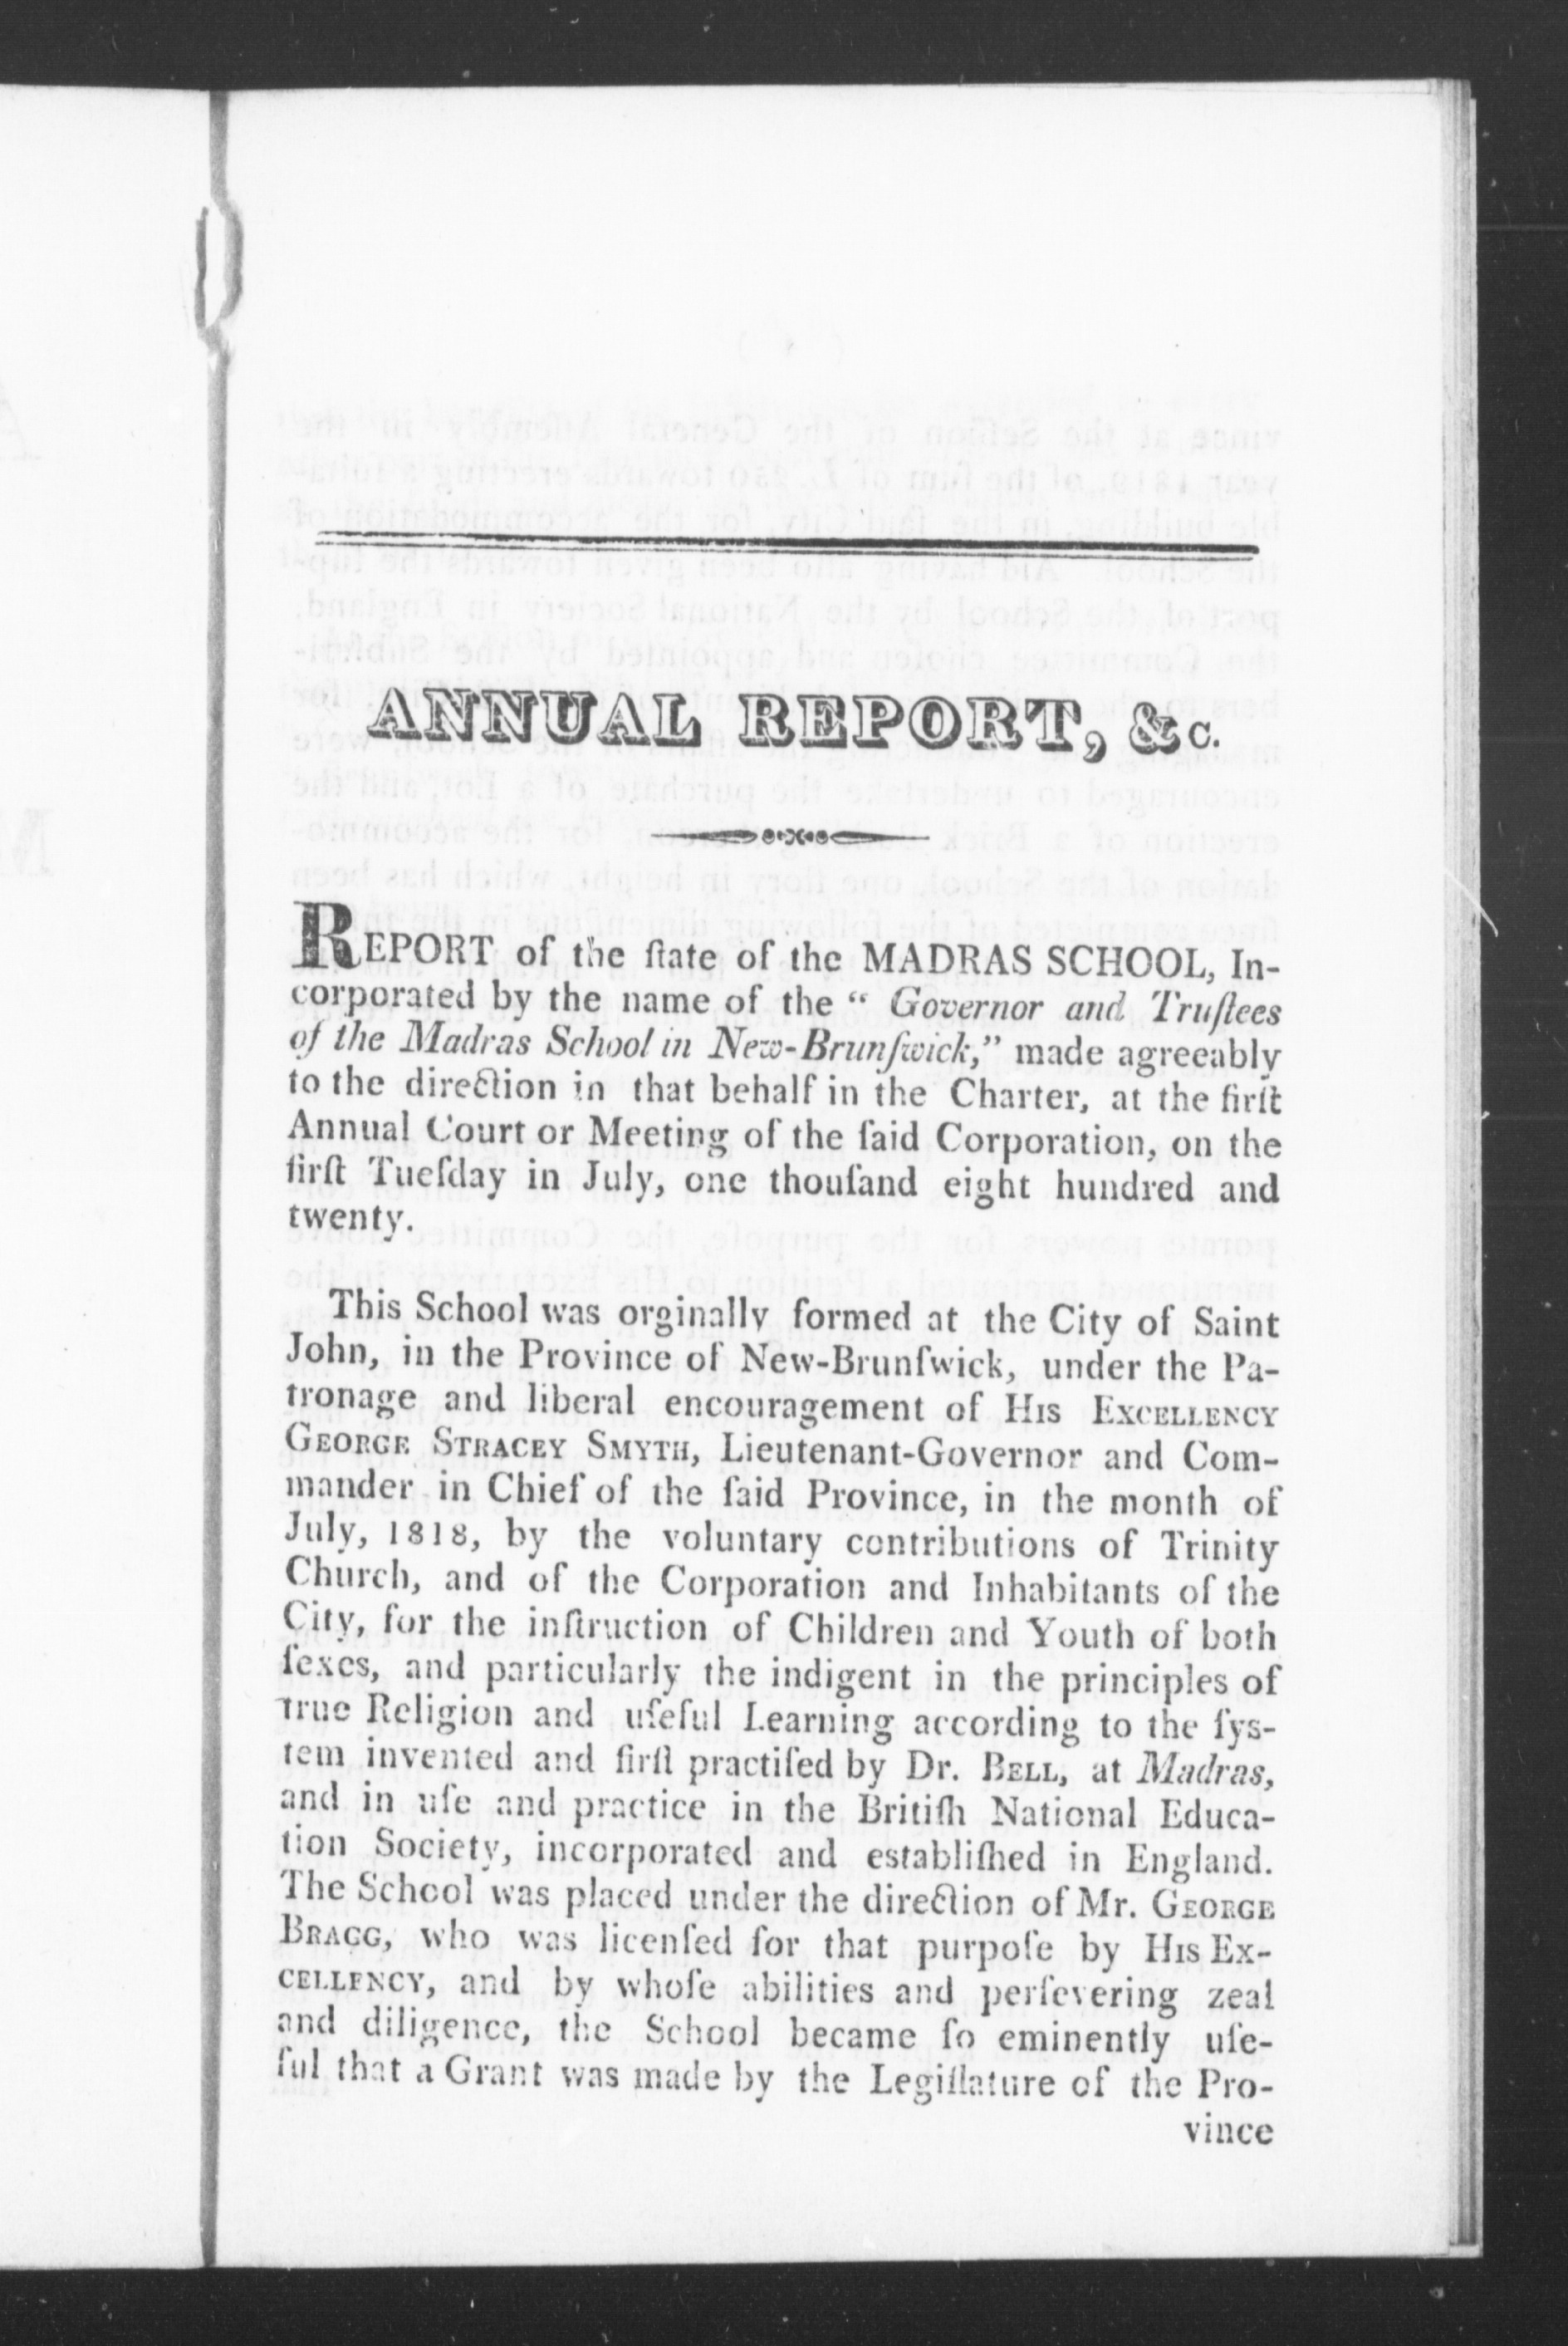 ANNUAL REPORT, &c.
REPORT of the ſtate of the MADRAS SCHOOL, In-
corporated by the name of the “ Governor and Truſtees
of the Madras School in New-Brunſwick,” made agreeably
to the direction in that behalf in the Charter, at the firſt
Annual Court or Meeting of the ſaid Corporation, on the
firſt Tueſday in July, one thouſand eight hundred and
twenty.
This School was orginally formed at the City of Saint
John, in the Province of New-Brunſwick, under the Pa-
tronage and liberal encouragement of HIS EXCELLENCY
GEORGE STRACEY SMYTH, Lieutenant-Governor and Com-
mander in Chief of the ſaid Province, in the month of
July, 1818, by the voluntary contributions of Trinity
Church, and of the Corporation and Inhabitants of the
City, for the inſtruction of Children and Youth of both
ſexes, and particularly the indigent in the principles of
true Religion and uſeful Learning according to the ſyſ-
tem invented and firſt practiſed by Dr. BELL, at Madras,
and in uſe and practice in the Britiſh National Educa-
tion Society, incorporated and eſtabliſhed in England.
The School was placed under the direction of Mr. GEORGE
BRAGG, who was licenſed for that purpoſe by HIS EX-
CELLENCY, and by whoſe abilities and perſevering zeal
and diligence, the School became ſo eminently uſe-
ful that a Grant was made by the Legiſlature of the Pro-
vince